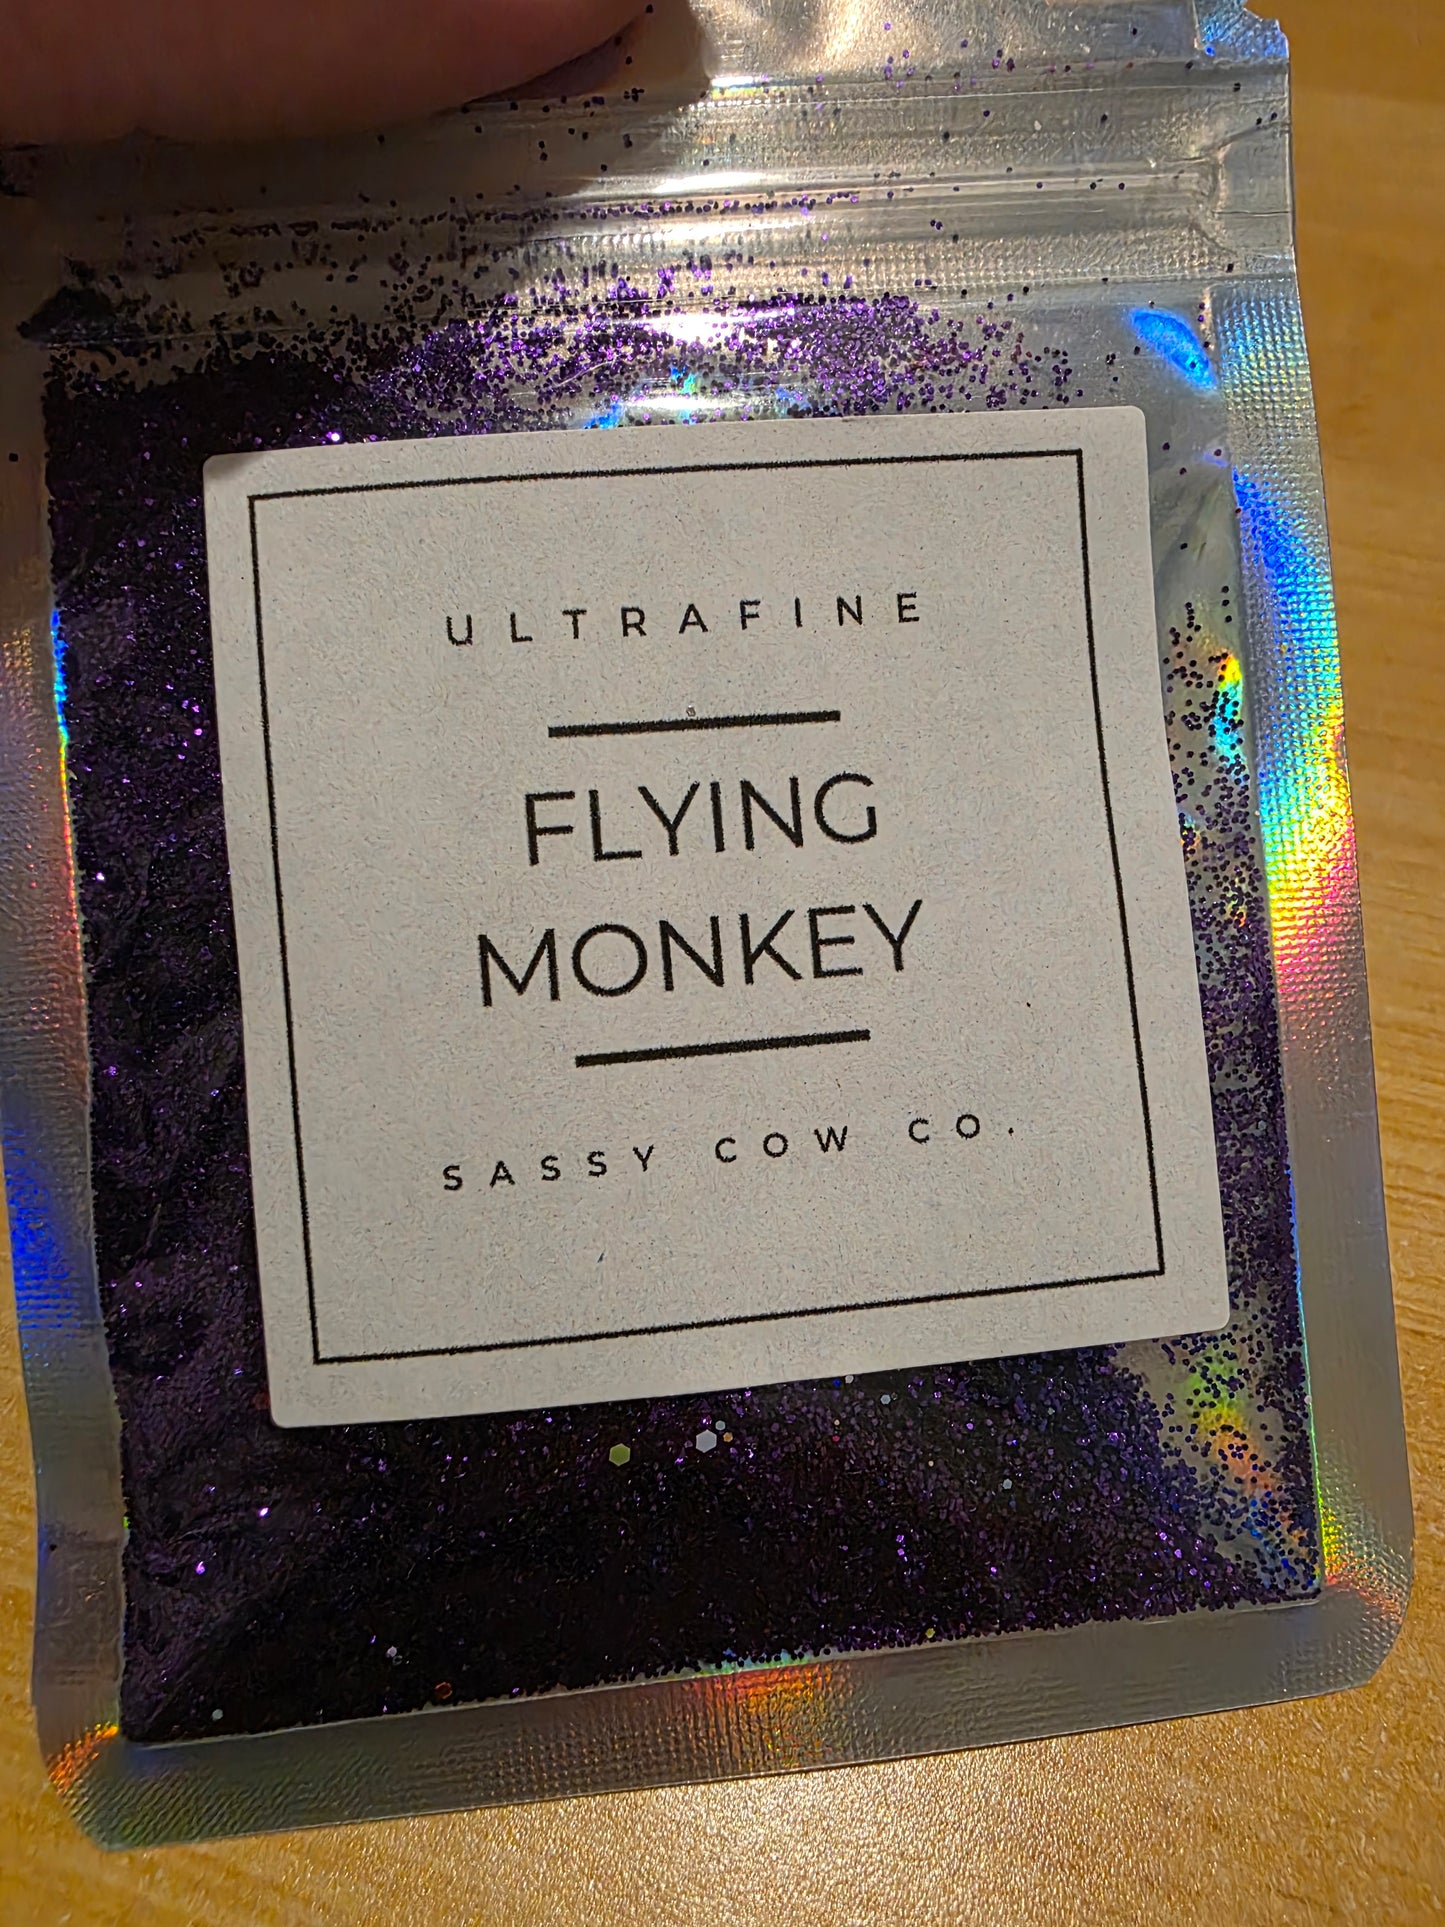 ULTRAFINE
FLYING
MONKEY
SASSY COW CO.